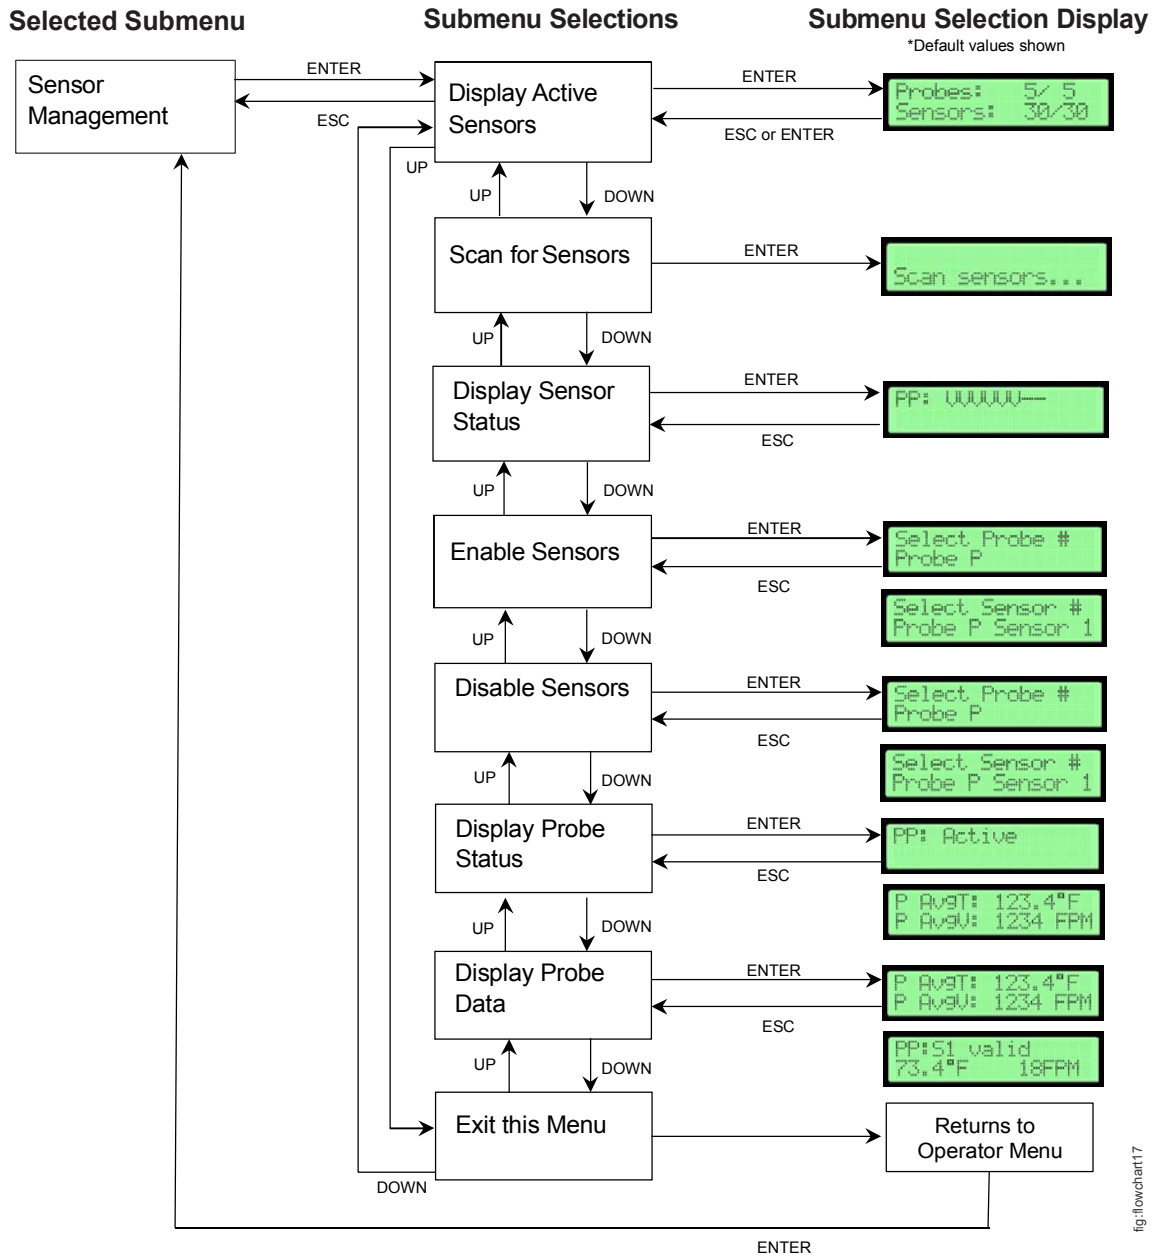 Selected Submenu
Submenu Selections
Submenu Selection Display
*Default values shown
Sensor
Management
ENTER
ESC
UP
Display Active
Sensors
ENTER
ESC or ENTER
Probes: 5/ 5
Sensors: 30/30
UP
DOWN
Scan for Sensors
ENTER
Scan sensors...
UP
DOWN
Display Sensor
Status
ENTER
ESC
PP: VVVVVV--
UP
DOWN
Enable Sensors
ENTER
ESC
Select Probe #
Probe P
Select Sensor #
Probe P Sensor 1
UP
DOWN
Disable Sensors
ENTER
ESC
Select Probe #
Probe P
Select Sensor #
Probe P Sensor 1
UP
DOWN
Display Probe
Status
ENTER
ESC
PP: Active
P AvgT: 123.4°F
P AvgV: 1234 FPM
UP
DOWN
Display Probe
Data
ENTER
ESC
P AvgT: 123.4°F
P AvgV: 1234 FPM
PP:S1 valid
73.4°F 18FPM
UP
DOWN
Exit this Menu
Returns to
Operator Menu
DOWN
ENTER
fig:flowchart17